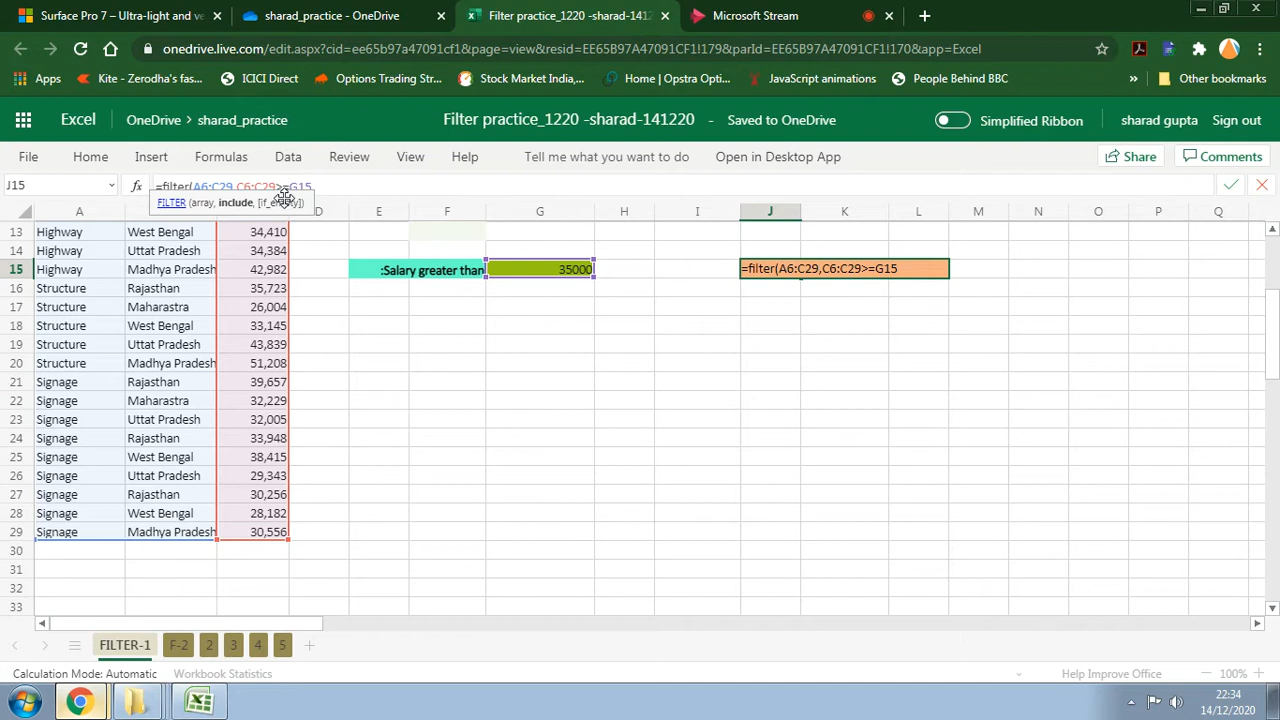 Surface Pro 7 – Ultra-light and ve
sharad_practice - OneDrive
Filter practice_1220 -sharad-1412
Microsoft Stream
onedrive.live.com/edit.aspx?cid=ee65b97a47091cf1&page=view&resid=EE65B97A47091CF1!179&parId=EE65B97A47091CF1!170&app=Excel
Apps
Kite - Zerodha's fast...
ICICI Direct
Options Trading Str...
Stock Market India,...
Home | Opstra Opti...
JavaScript animations
People Behind BBC
»
Other bookmarks
Excel
OneDrive > sharad_practice
Filter practice_1220 -sharad-141220 - Saved to OneDrive
Simplified Ribbon
sharad gupta
Sign out
File Home Insert Formulas Data Review View Help Tell me what you want to do Open in Desktop App Share Comments
J15 fx =filter(A6:C29,C6:C29>=G15
FILTER (array, include, [if_empty])
A B C D E F G H I J K L M N O P Q
13 Highway West Bengal 34,410
14 Highway Uttat Pradesh 34,384
15 Highway Madhya Pradesh 42,982 :Salary greater than 35000 =filter(A6:C29,C6:C29>=G15
16 Structure Rajasthan 35,723
17 Structure Maharastra 26,004
18 Structure West Bengal 33,145
19 Structure Uttat Pradesh 43,839
20 Structure Madhya Pradesh 51,208
21 Signage Rajasthan 39,657
22 Signage Maharastra 32,229
23 Signage Uttat Pradesh 32,005
24 Signage Rajasthan 33,948
25 Signage West Bengal 38,415
26 Signage Uttat Pradesh 29,343
27 Signage Rajasthan 30,256
28 Signage West Bengal 28,182
29 Signage Madhya Pradesh 30,556
30
31
32
33
FILTER-1 F-2 2 3 4 5
Calculation Mode: Automatic Workbook Statistics Help Improve Office 100%
22:34
14/12/2020